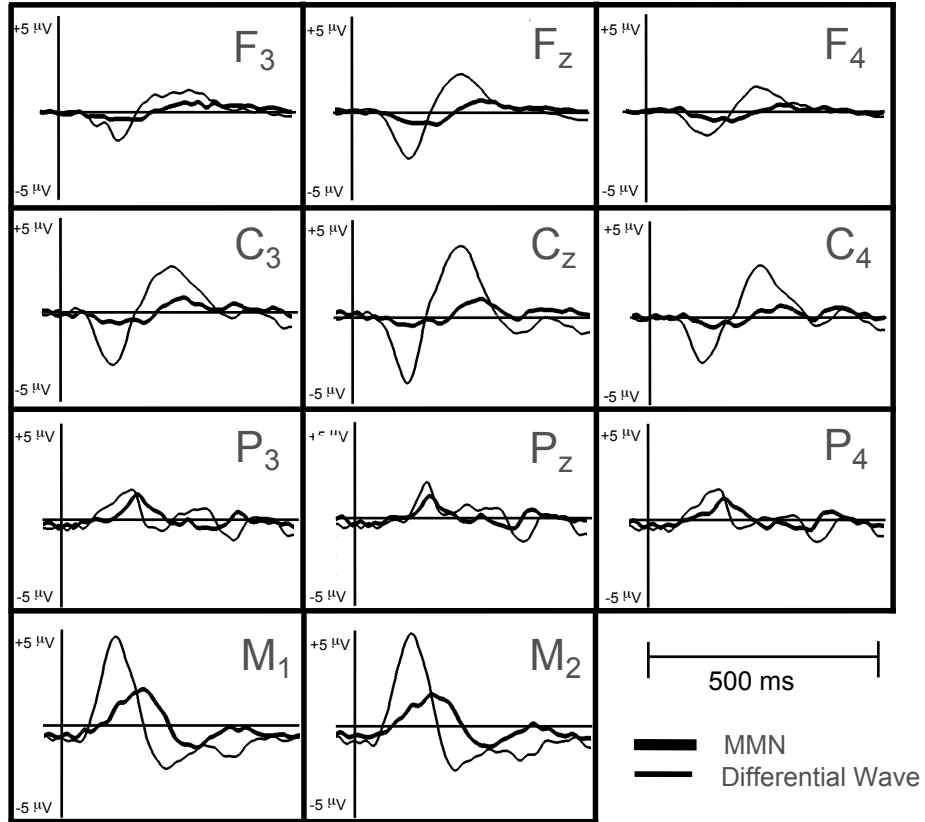 +5 µV
F3
-5 µV
+5 µV
Fz
-5 µV
+5 µV
F4
-5 µV
+5 µV
C3
-5 µV
+5 µV
Cz
-5 µV
+5 µV
C4
-5 µV
+5 µV
P3
-5 µV
Pz
-5 µV
+5 µV
P4
-5 µV
+5 µV
M1
-5 µV
+5 µV
M2
-5 µV
500 ms
MMN
Differential Wave